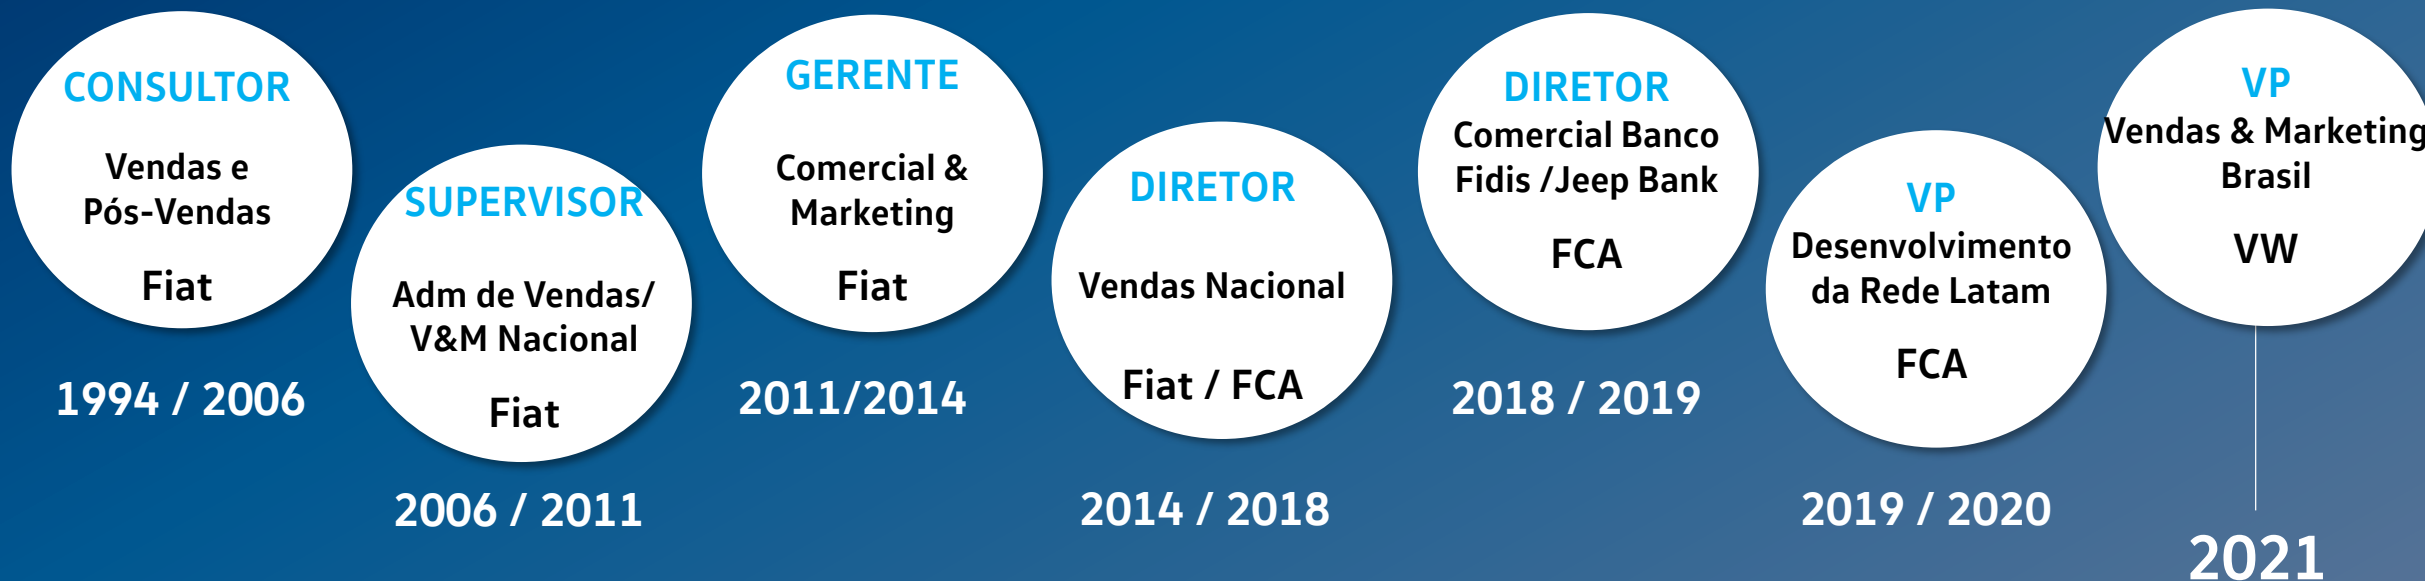 CONSULTOR
Vendas e
Pós-Vendas
Fiat
1994 / 2006
SUPERVISOR
Adm de Vendas/
V&M Nacional
Fiat
2006 / 2011
GERENTE
Comercial &
Marketing
Fiat
2011/2014
DIRETOR
Vendas Nacional
Fiat / FCA
2014 / 2018
DIRETOR
Comercial Banco
Fidis /Jeep Bank
FCA
2018 / 2019
VP
Desenvolvimento
da Rede Latam
FCA
2019 / 2020
VP
Vendas & Marketing
Brasil
VW
2021